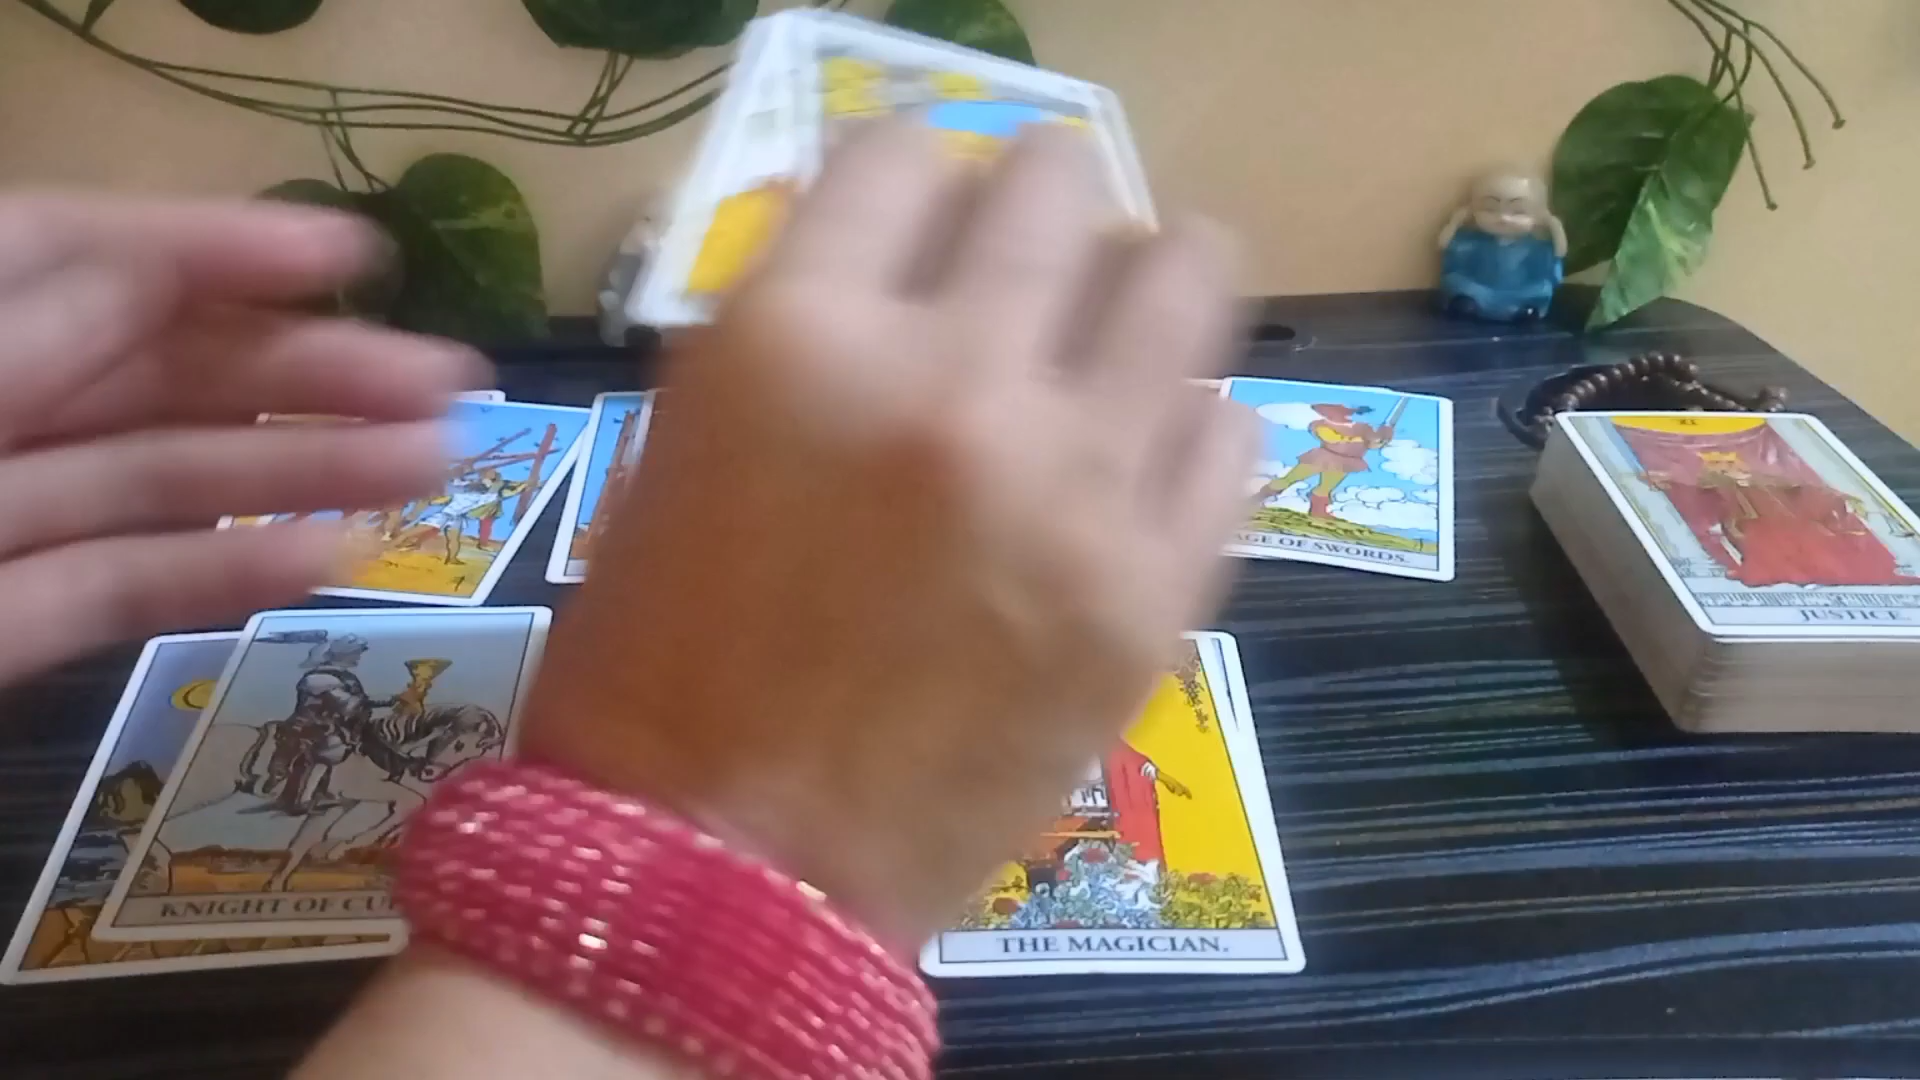 V
AGE OF SWORDS.
XI
JUSTICE.
KNIGHT OF CU
THE MAGICIAN.